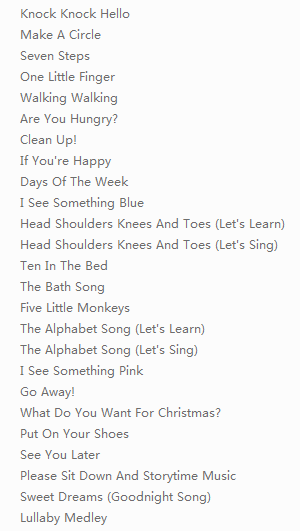 Knock Knock Hello
Make A Circle
Seven Steps
One Little Finger
Walking Walking
Are You Hungry?
Clean Up!
If You're Happy
Days Of The Week
I See Something Blue
Head Shoulders Knees And Toes (Let's Learn)
Head Shoulders Knees And Toes (Let's Sing)
Ten In The Bed
The Bath Song
Five Little Monkeys
The Alphabet Song (Let's Learn)
The Alphabet Song (Let's Sing)
I See Something Pink
Go Away!
What Do You Want For Christmas?
Put On Your Shoes
See You Later
Please Sit Down And Storytime Music
Sweet Dreams (Goodnight Song)
Lullaby Medley